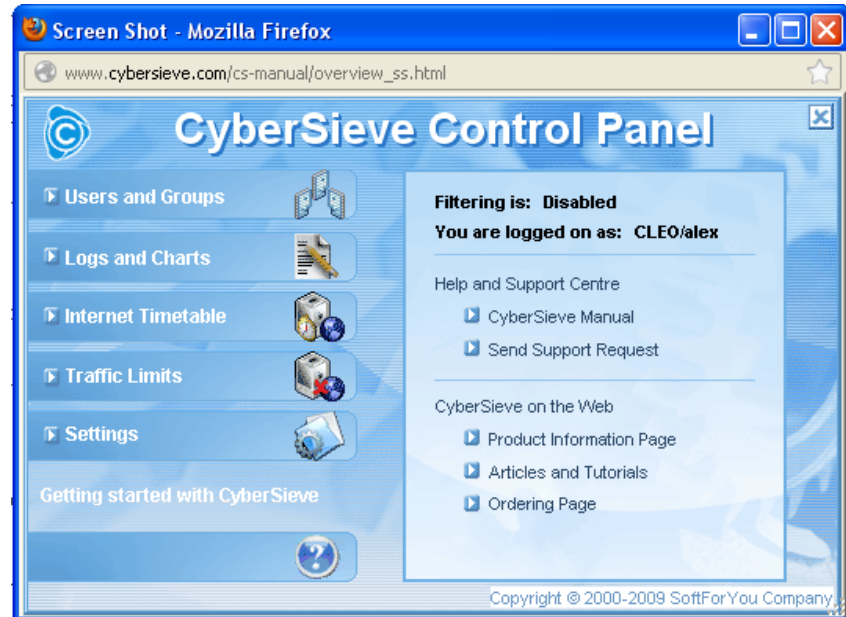 Screen Shot - Mozilla Firefox
www.cybersieve.com/cs-manual/overview_ss.html
CyberSieve Control Panel
Users and Groups
Logs and Charts
Internet Timetable
Traffic Limits
Settings
Getting started with CyberSieve
Filtering is: Disabled
You are logged on as: CLEO/alex
Help and Support Centre
CyberSieve Manual
Send Support Request
CyberSieve on the Web
Product Information Page
Articles and Tutorials
Ordering Page
Copyright © 2000-2009 SoftForYou Company